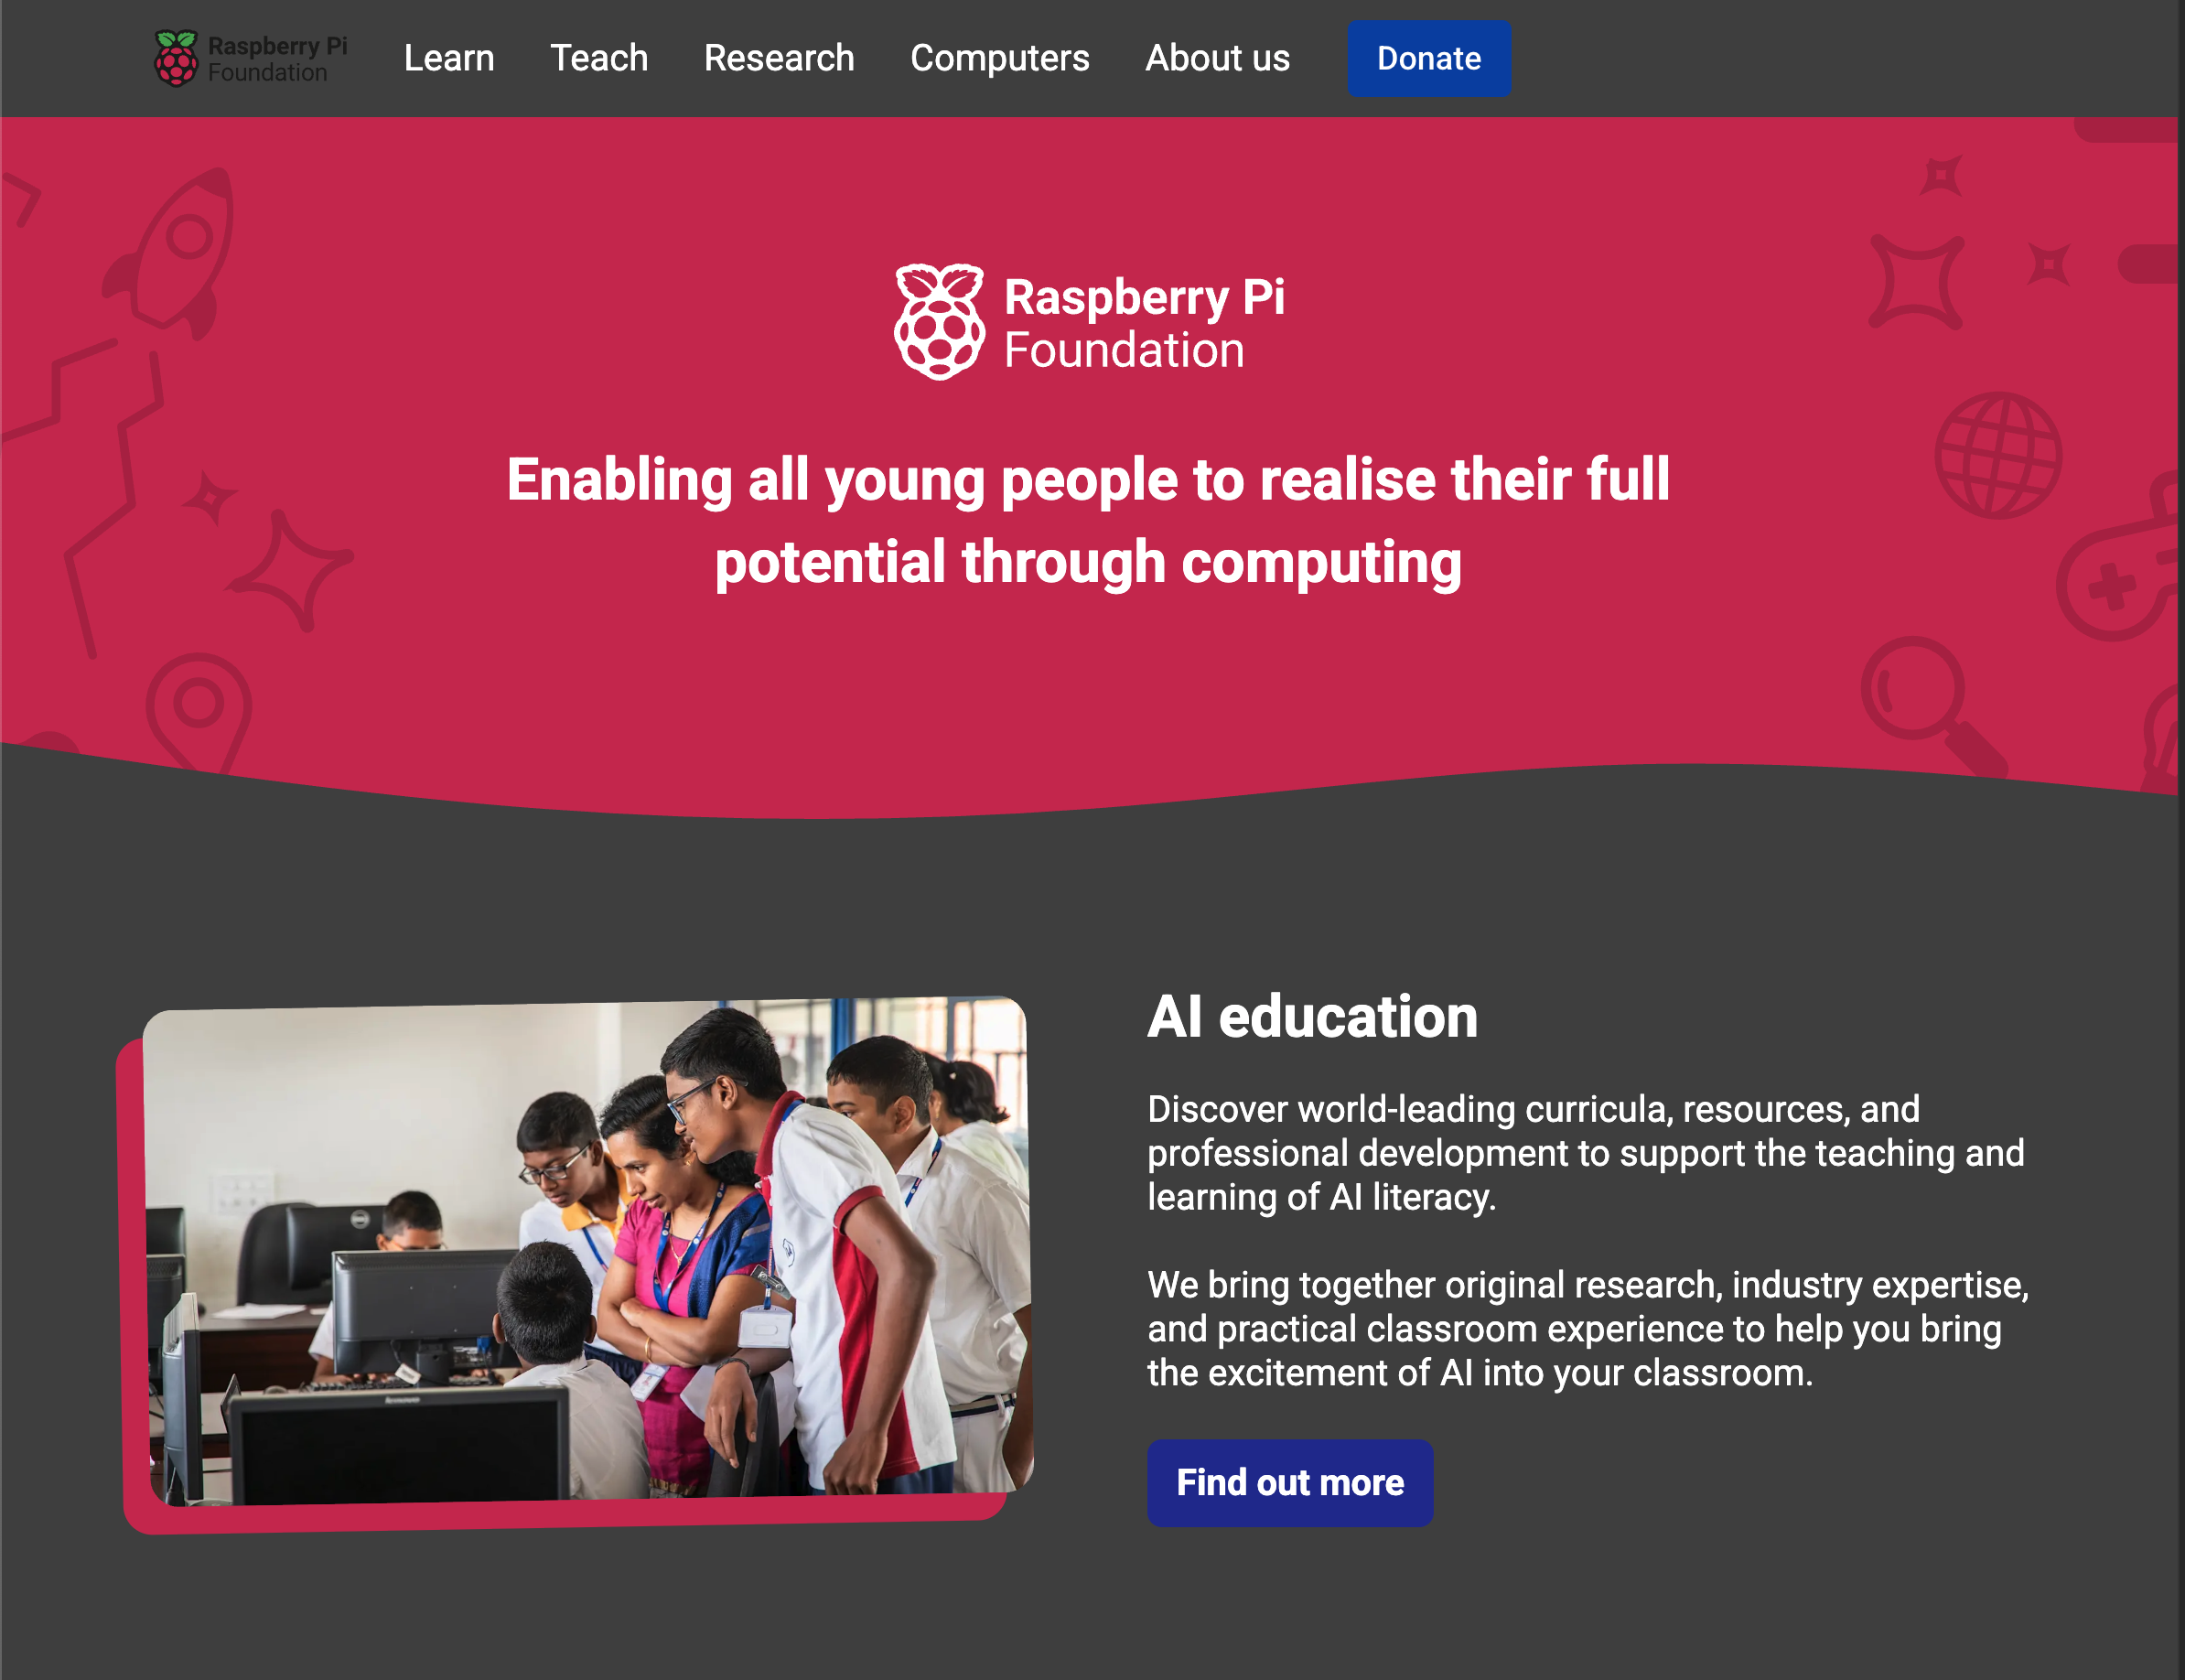 Raspberry Pi
Foundation
Learn Teach Research Computers About us Donate
Raspberry Pi
Foundation
Enabling all young people to realise their full
potential through computing
AI education
Discover world-leading curricula, resources, and
professional development to support the teaching and
learning of AI literacy.
We bring together original research, industry expertise,
and practical classroom experience to help you bring
the excitement of AI into your classroom.
Find out more
lenovo